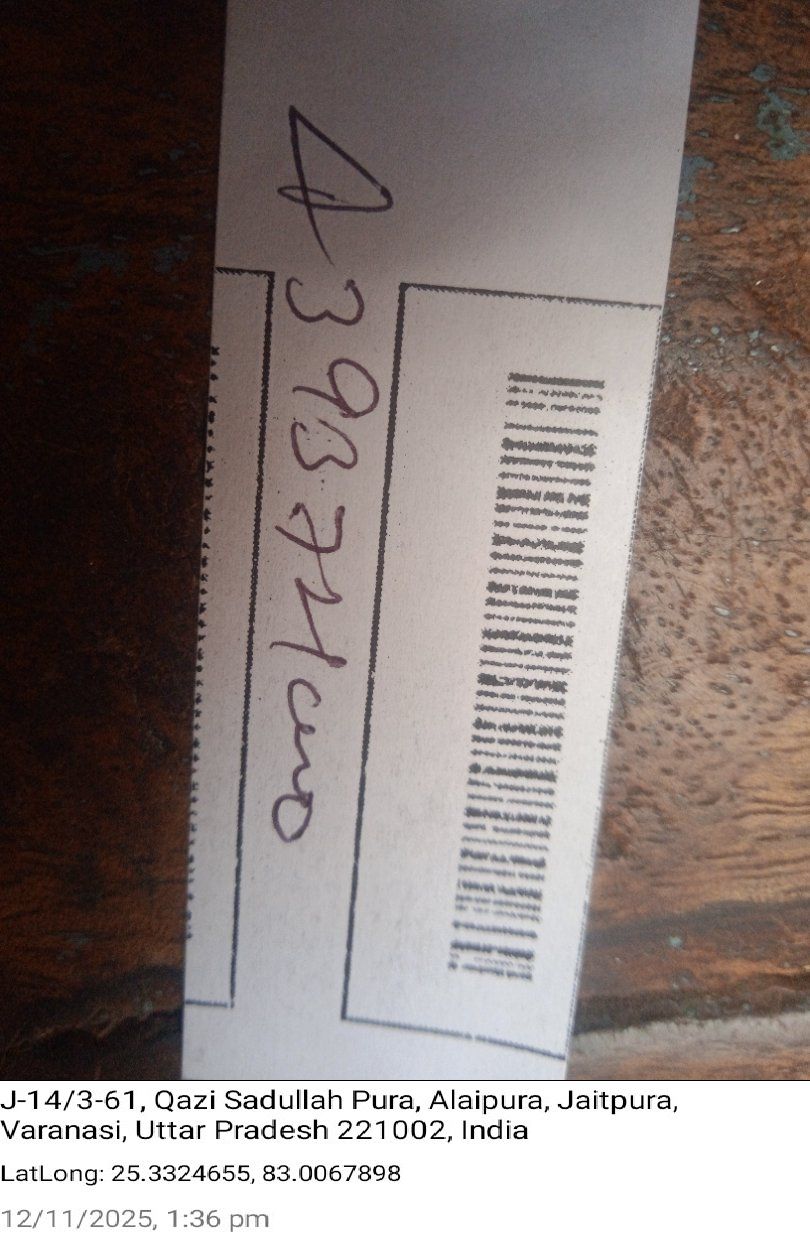 J-14/3-61, Qazi Sadullah Pura, Alaipura, Jaitpura,
Varanasi, Uttar Pradesh 221002, India
LatLong: 25.3324655, 83.0067898
12/11/2025, 1:36 pm